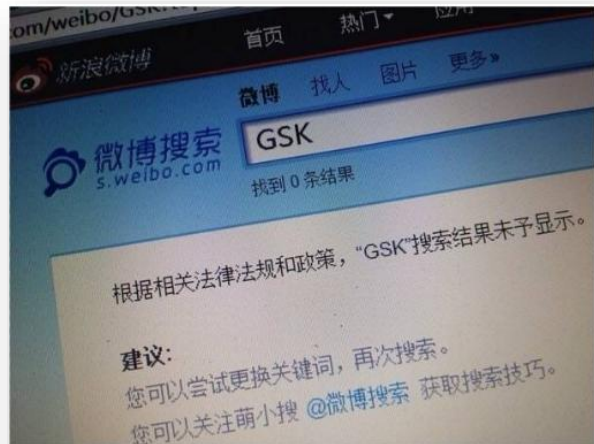 com/weibo/GSK
新浪微博
首页 热门
微博 找人 图片 更多»
微博搜索
s.weibo.com
GSK
找到 0 条结果
根据相关法律法规和政策，“GSK”搜索结果未予显示。
建议：
您可以尝试更换关键词，再次搜索。
您可以关注萌小搜 @微博搜索 获取搜索技巧。